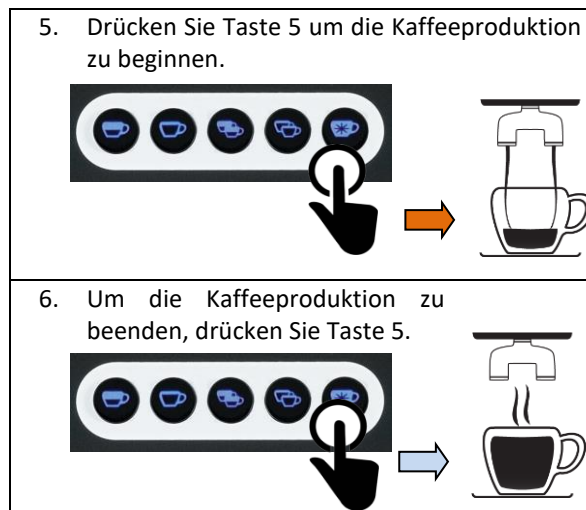 5. Drücken Sie Taste 5 um die Kaffeeproduktion
zu beginnen.
6. Um die Kaffeeproduktion zu
beenden, drücken Sie Taste 5.